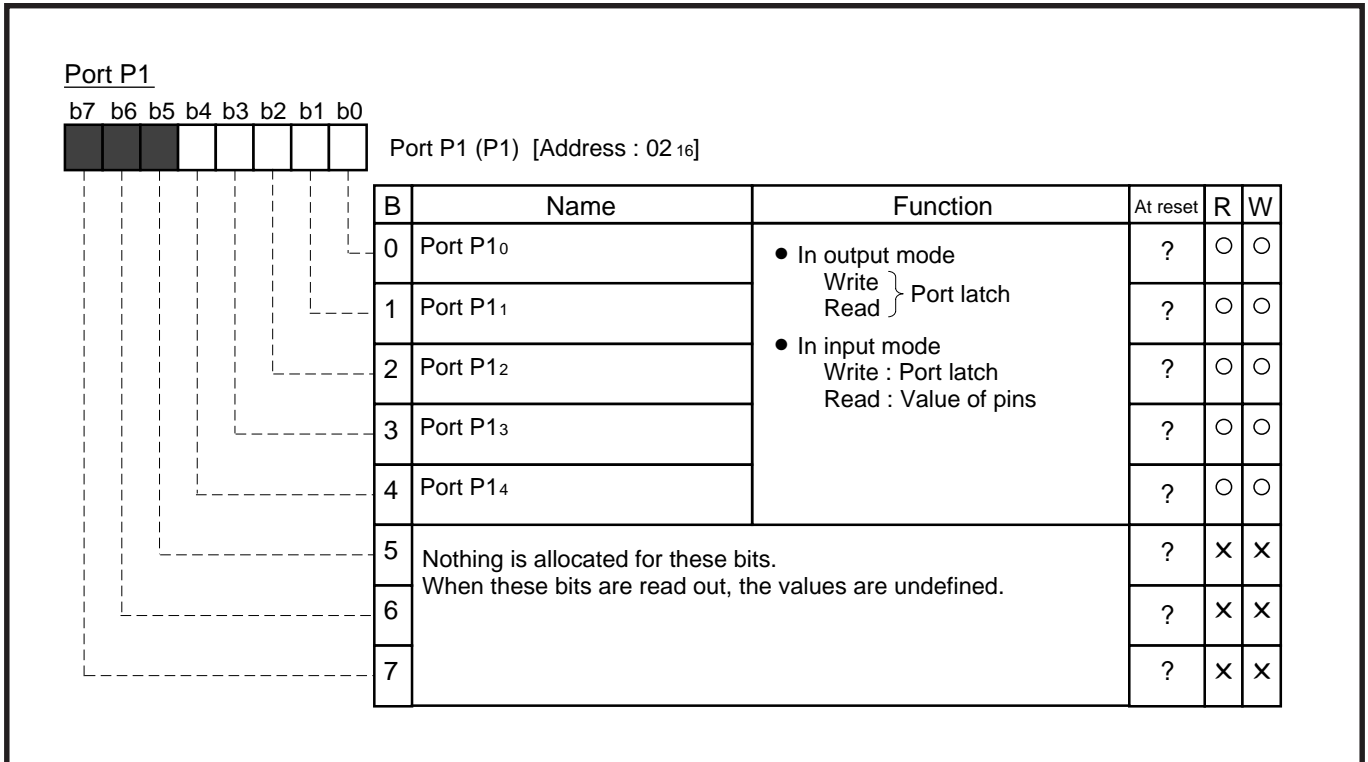 Port P1
b7 b6 b5 b4 b3 b2 b1 b0
Port P1 (P1) [Address : 02 16]
B Name Function At reset R W
0 Port P10 ? ○ ○
1 Port P11 ? ○ ○
2 Port P12 ? ○ ○
3 Port P13 ? ○ ○
4 Port P14 ? ○ ○
● In output mode
Write
Read } Port latch
● In input mode
Write : Port latch
Read : Value of pins
5 ? × ×
6 ? × ×
7 ? × ×
Nothing is allocated for these bits.
When these bits are read out, the values are undefined.